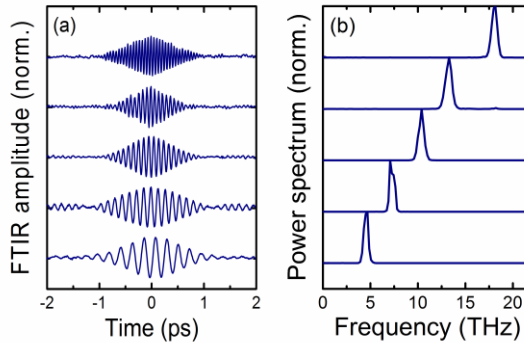 (a)
FTIR amplitude (norm.)
-2 -1 0 1 2
Time (ps)
(b)
Power spectrum (norm.)
0 5 10 15 20
Frequency (THz)